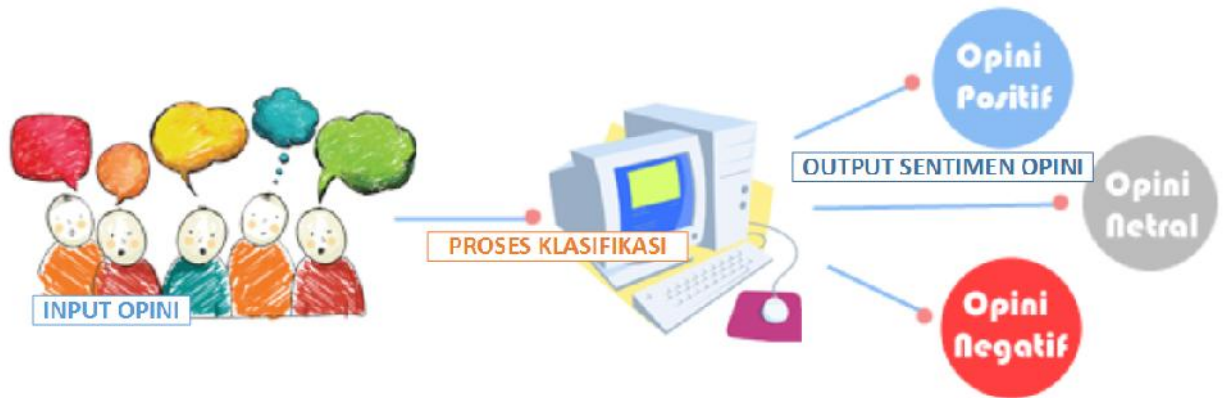 INPUT OPINI
PROSES KLASIFIKASI
OUTPUT SENTIMEN OPINI
Opini
Positif
Opini
Netral
Opini
Negatif